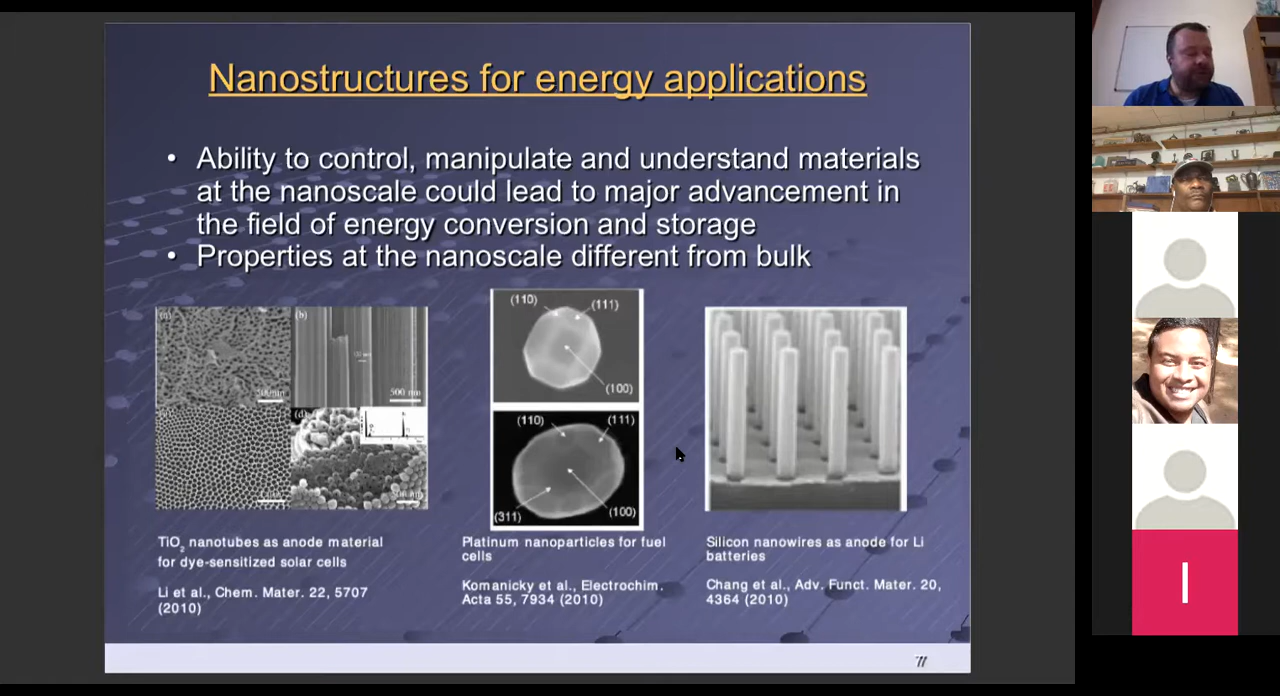 Nanostructures for energy applications
• Ability to control, manipulate and understand materials
at the nanoscale could lead to major advancement in
the field of energy conversion and storage
• Properties at the nanoscale different from bulk
(b)
500 nm
(d)
(110)
(111)
(100)
(110)
(111)
(311)
(100)
TiO2 nanotubes as anode material
for dye-sensitized solar cells
Li et al., Chem. Mater. 22, 5707
(2010)
Platinum nanoparticles for fuel
cells
Komanicky et al., Electrochim.
Acta 55, 7934 (2010)
Silicon nanowires as anode for Li
batteries
Chang et al., Adv. Funct. Mater. 20,
4364 (2010)
77
I